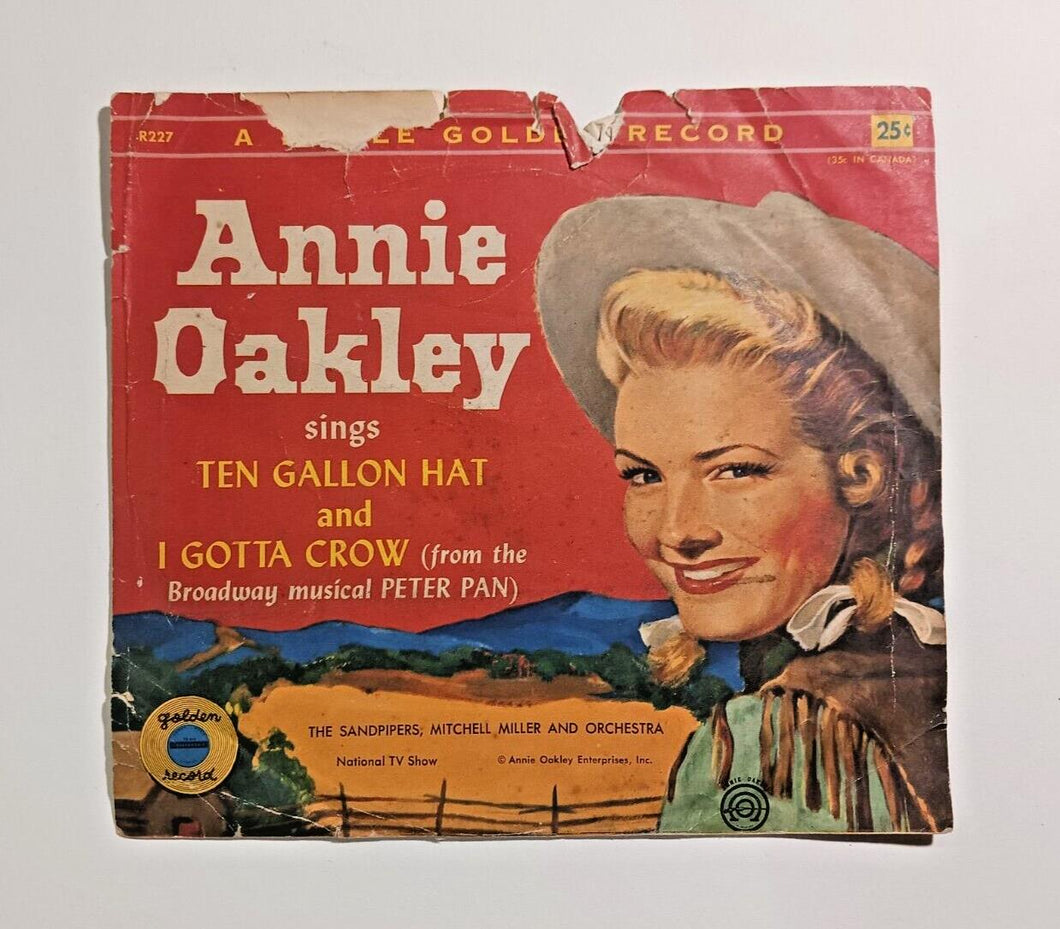 R227 A LE GOLD RECORD 25¢
(35¢ IN CANADA)
Annie
Oakley
sings
TEN GALLON HAT
and
I GOTTA CROW (from the
Broadway musical PETER PAN)
THE SANDPIPERS, MITCHELL MILLER AND ORCHESTRA
National TV Show © Annie Oakley Enterprises, Inc.
golden
record